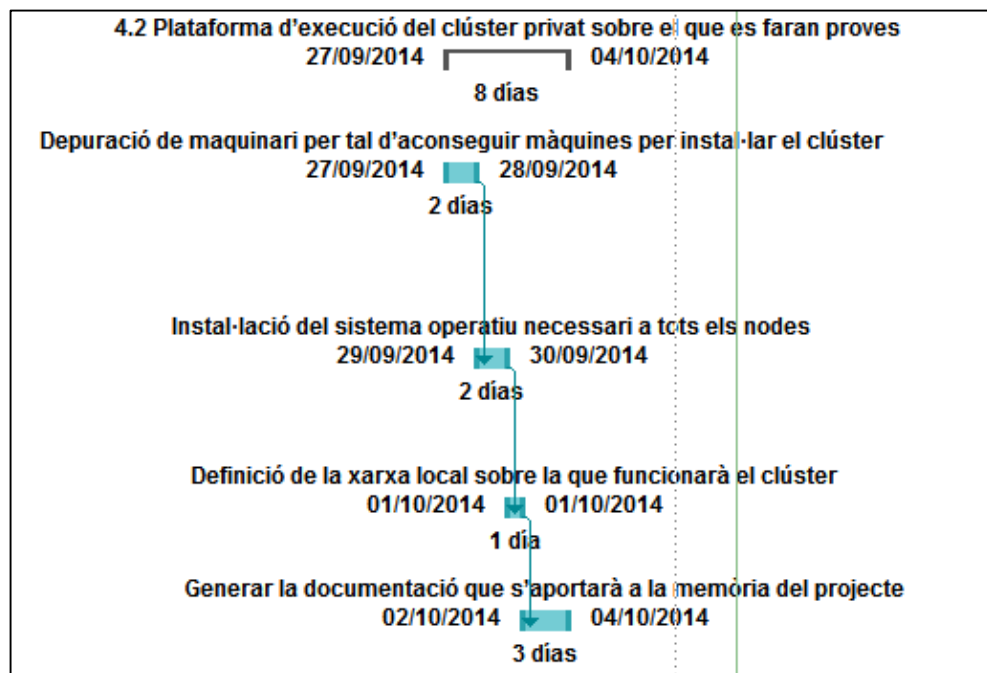 4.2 Plataforma d'execució del clúster privat sobre el que es faran proves
27/09/2014 04/10/2014
8 días
Depuració de maquinari per tal d'aconseguir màquines per instal·lar el clúster
27/09/2014 28/09/2014
2 días
Instal·lació del sistema operatiu necessari a tots els nodes
29/09/2014 30/09/2014
2 días
Definició de la xarxa local sobre la que funcionarà el clúster
01/10/2014 01/10/2014
1 día
Generar la documentació que s'aportarà a la memòria del projecte
02/10/2014 04/10/2014
3 días